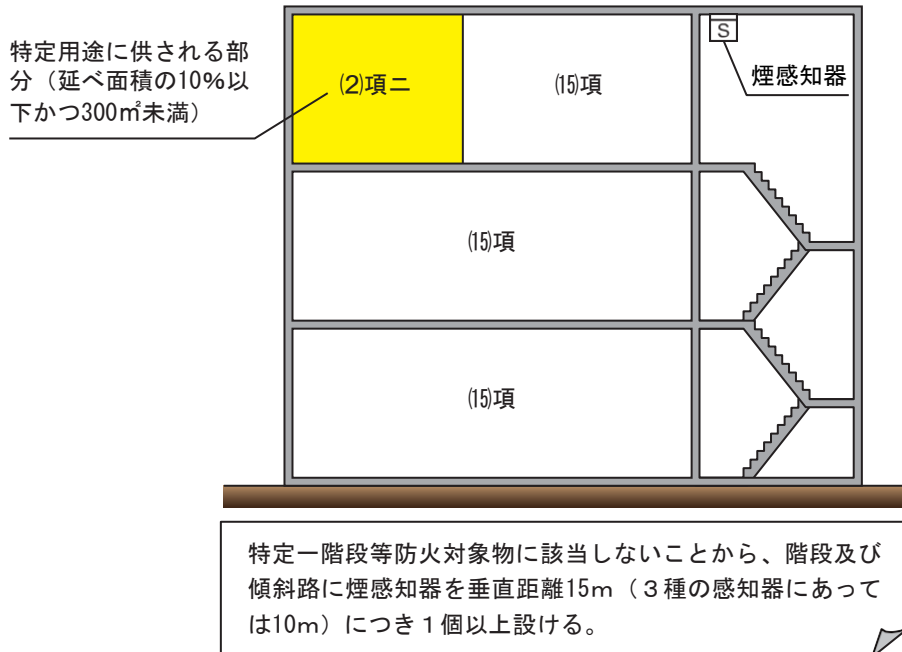 特定用途に供される部
分（延べ面積の10％以
下かつ300㎡未満）
⑵項ニ
⒂項
S
煙感知器
⒂項
⒂項
特定一階段等防火対象物に該当しないことから、階段及び
傾斜路に煙感知器を垂直距離15ｍ（３種の感知器にあって
は10ｍ）につき１個以上設ける。